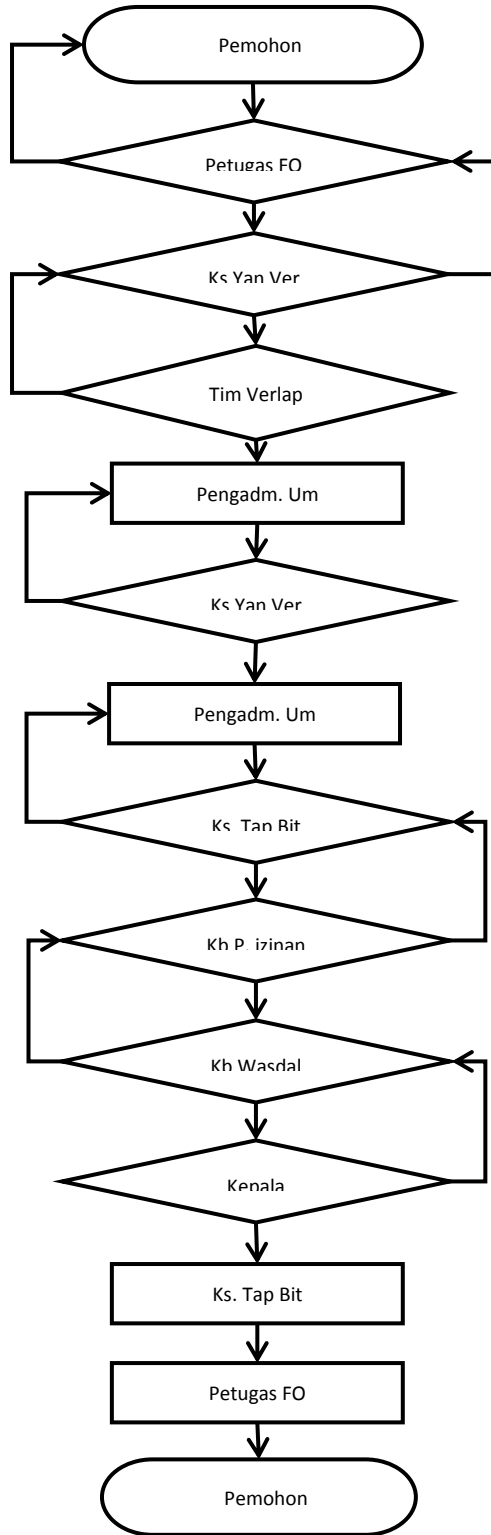 Pemohon
Petugas FO
Ks Yan Ver
Tim Verlap
Pengadm. Um
Ks Yan Ver
Pengadm. Um
Ks. Tap Bit
Kb P. izinan
Kb Wasdal
Kepala
Ks. Tap Bit
Petugas FO
Pemohon